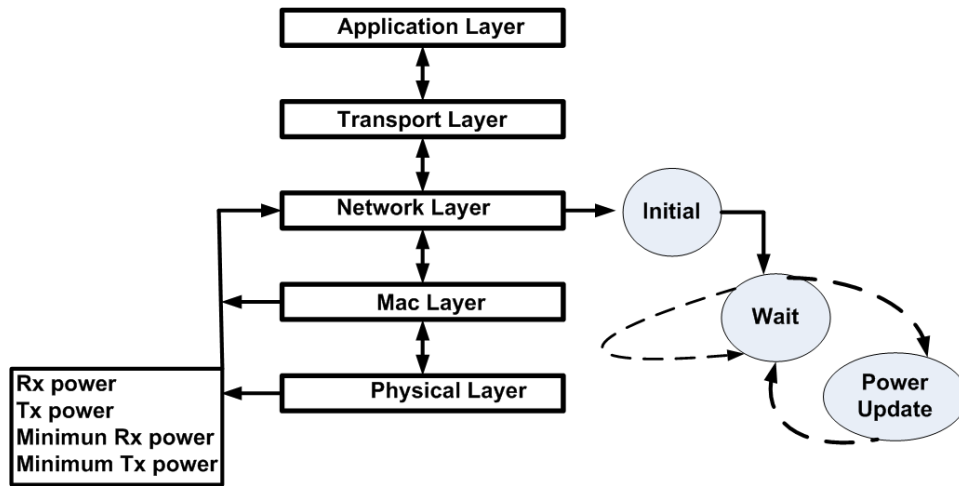 Application Layer
Transport Layer
Network Layer
Initial
Mac Layer
Wait
Physical Layer
Rx power
Tx power
Minimun Rx power
Minimum Tx power
Power
Update